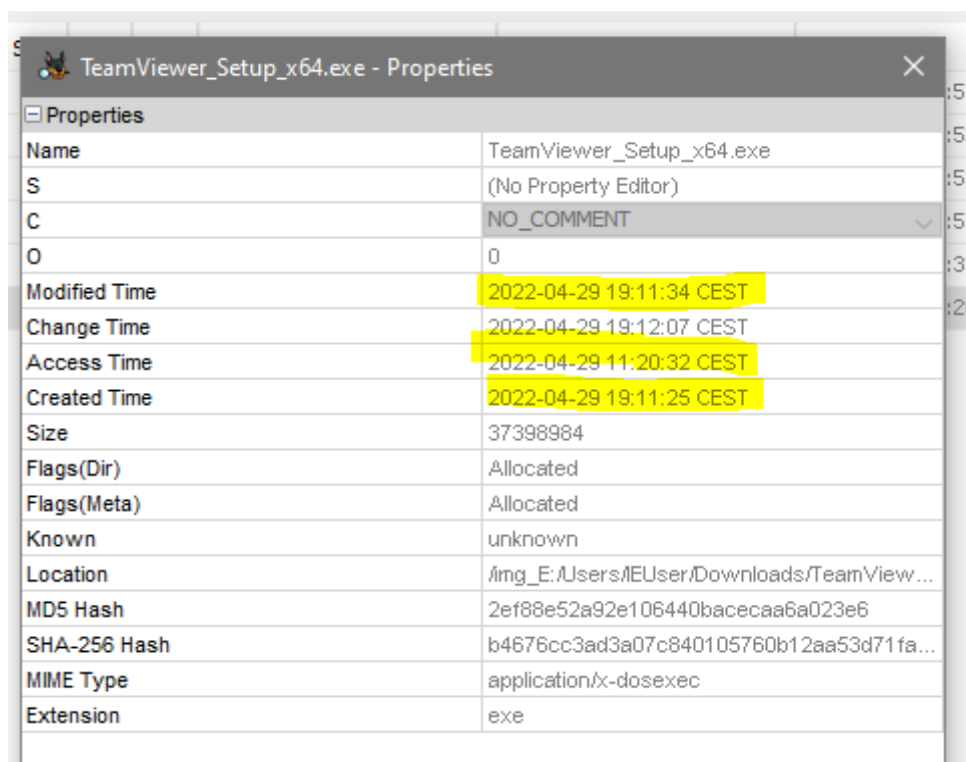 TeamViewer_Setup_x64.exe - Properties
Properties
Name TeamViewer_Setup_x64.exe
S (No Property Editor)
C NO_COMMENT
O 0
Modified Time 2022-04-29 19:11:34 CEST
Change Time 2022-04-29 19:12:07 CEST
Access Time 2022-04-29 11:20:32 CEST
Created Time 2022-04-29 19:11:25 CEST
Size 37398984
Flags(Dir) Allocated
Flags(Meta) Allocated
Known unknown
Location /img_E:/Users/IEUser/Downloads/TeamView...
MD5 Hash 2ef88e52a92e106440bacecaa6a023e6
SHA-256 Hash b4676cc3ad3a07c840105760b12aa53d71fa...
MIME Type application/x-dosexec
Extension exe